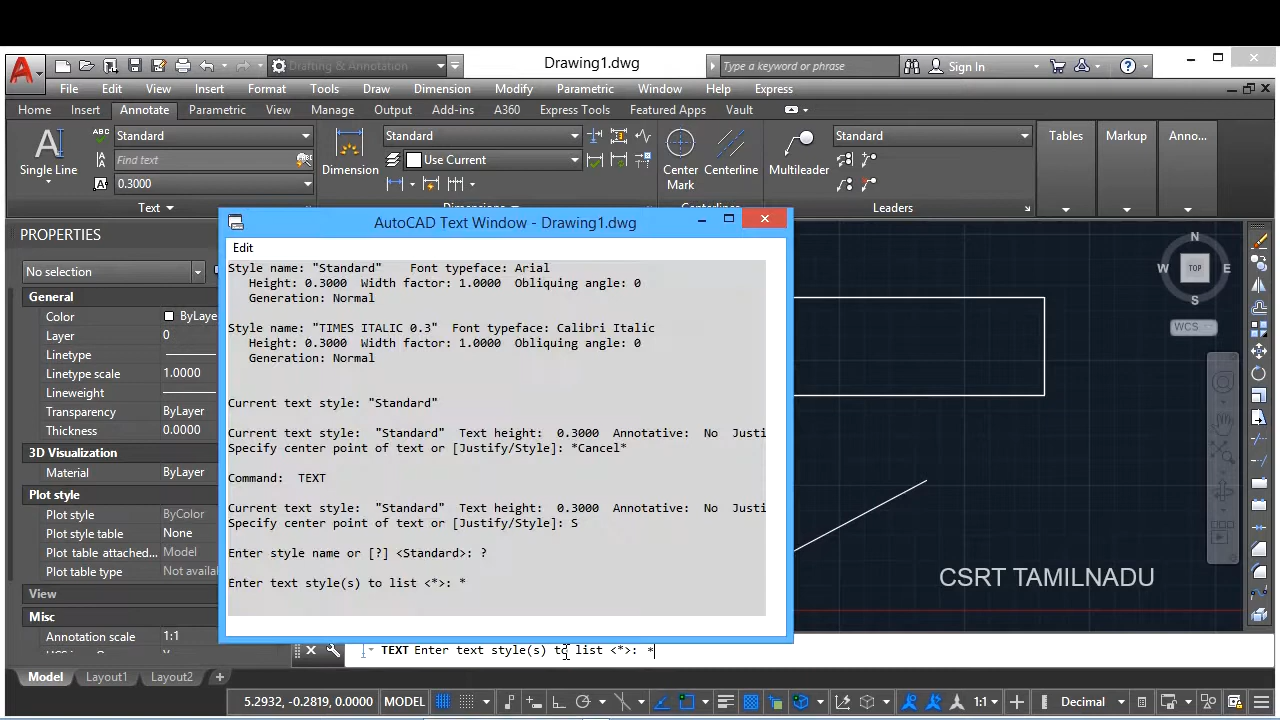 Drafting & Annotation
Drawing1.dwg
Type a keyword or phrase
Sign In
File Edit View Insert Format Tools Draw Dimension Modify Parametric Window Help Express
Home Insert Annotate Parametric View Manage Output Add-ins A360 Express Tools Featured Apps Vault
Single Line
Standard
Find text
0.3000
Text
Dimension
Standard
Use Current
Center Mark
Centerline
Multileader
Standard
Leaders
Tables
Markup
Anno...
PROPERTIES
No selection
General
Color ByLaye
Layer 0
Linetype
Linetype scale 1.0000
Lineweight
Transparency ByLayer
Thickness 0.0000
3D Visualization
Material ByLayer
Plot style
Plot style ByColor
Plot style table None
Plot table attached... Model
Plot table type Not availa
View
Misc
Annotation scale 1:1
AutoCAD Text Window - Drawing1.dwg
Edit
Style name: "Standard" Font typeface: Arial
Height: 0.3000 Width factor: 1.0000 Obliquing angle: 0
Generation: Normal
Style name: "TIMES ITALIC 0.3" Font typeface: Calibri Italic
Height: 0.3000 Width factor: 1.0000 Obliquing angle: 0
Generation: Normal
Current text style: "Standard"
Current text style: "Standard" Text height: 0.3000 Annotative: No Justi
Specify center point of text or [Justify/Style]: *Cancel*
Command: TEXT
Current text style: "Standard" Text height: 0.3000 Annotative: No Justi
Specify center point of text or [Justify/Style]: S
Enter style name or [?] <Standard>: ?
Enter text style(s) to list <*>: *
N
W TOP E
S
WCS
CSRT TAMILNADU
TEXT Enter text style(s) to list <*>: *
Model Layout1 Layout2 +
5.2932, -0.2819, 0.0000 MODEL 1:1 Decimal